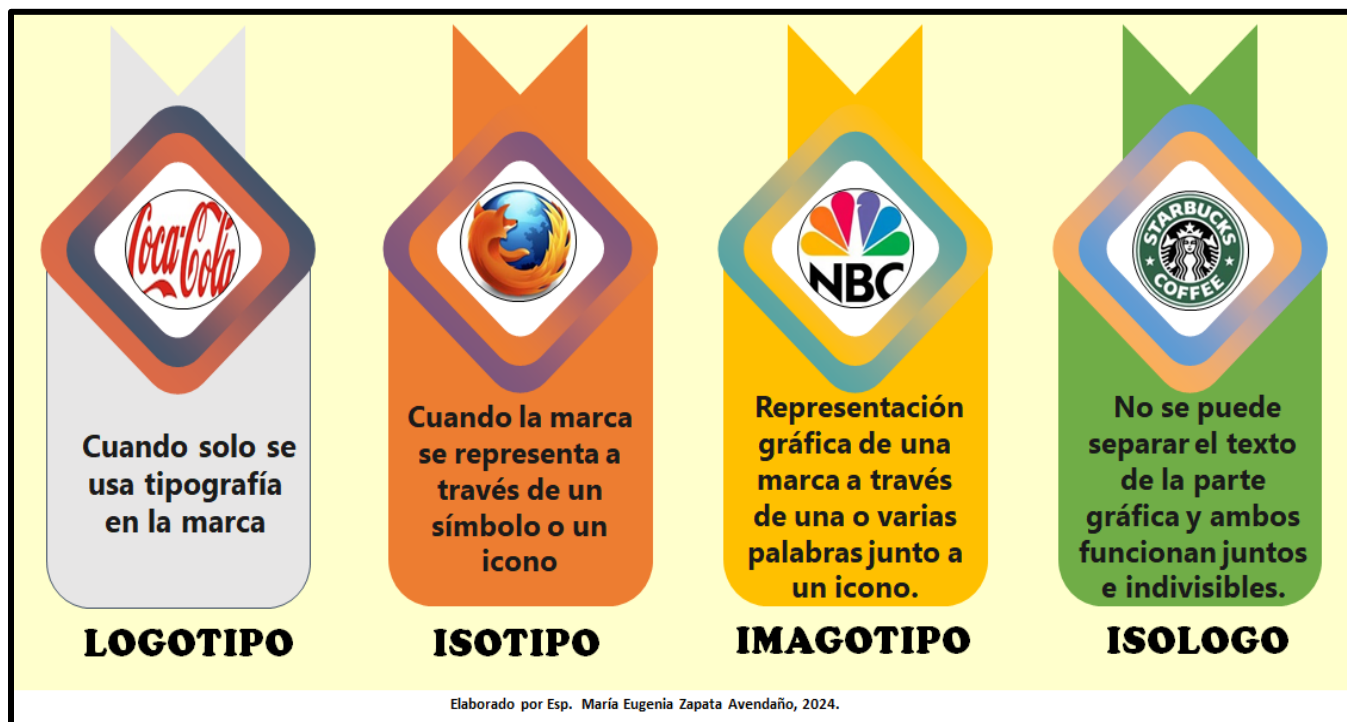 Coca-Cola
NBC
STARBUCKS
COFFEE
Cuando solo se
usa tipografía
en la marca
Cuando la marca
se representa a
través de un
símbolo o un
icono
Representación
gráfica de una
marca a través
de una o varias
palabras junto a
un icono.
No se puede
separar el texto
de la parte
gráfica y ambos
funcionan juntos
e indivisibles.
LOGOTIPO
ISOTIPO
IMAGOTIPO
ISOLOGO
Elaborado por Esp. María Eugenia Zapata Avendaño, 2024.